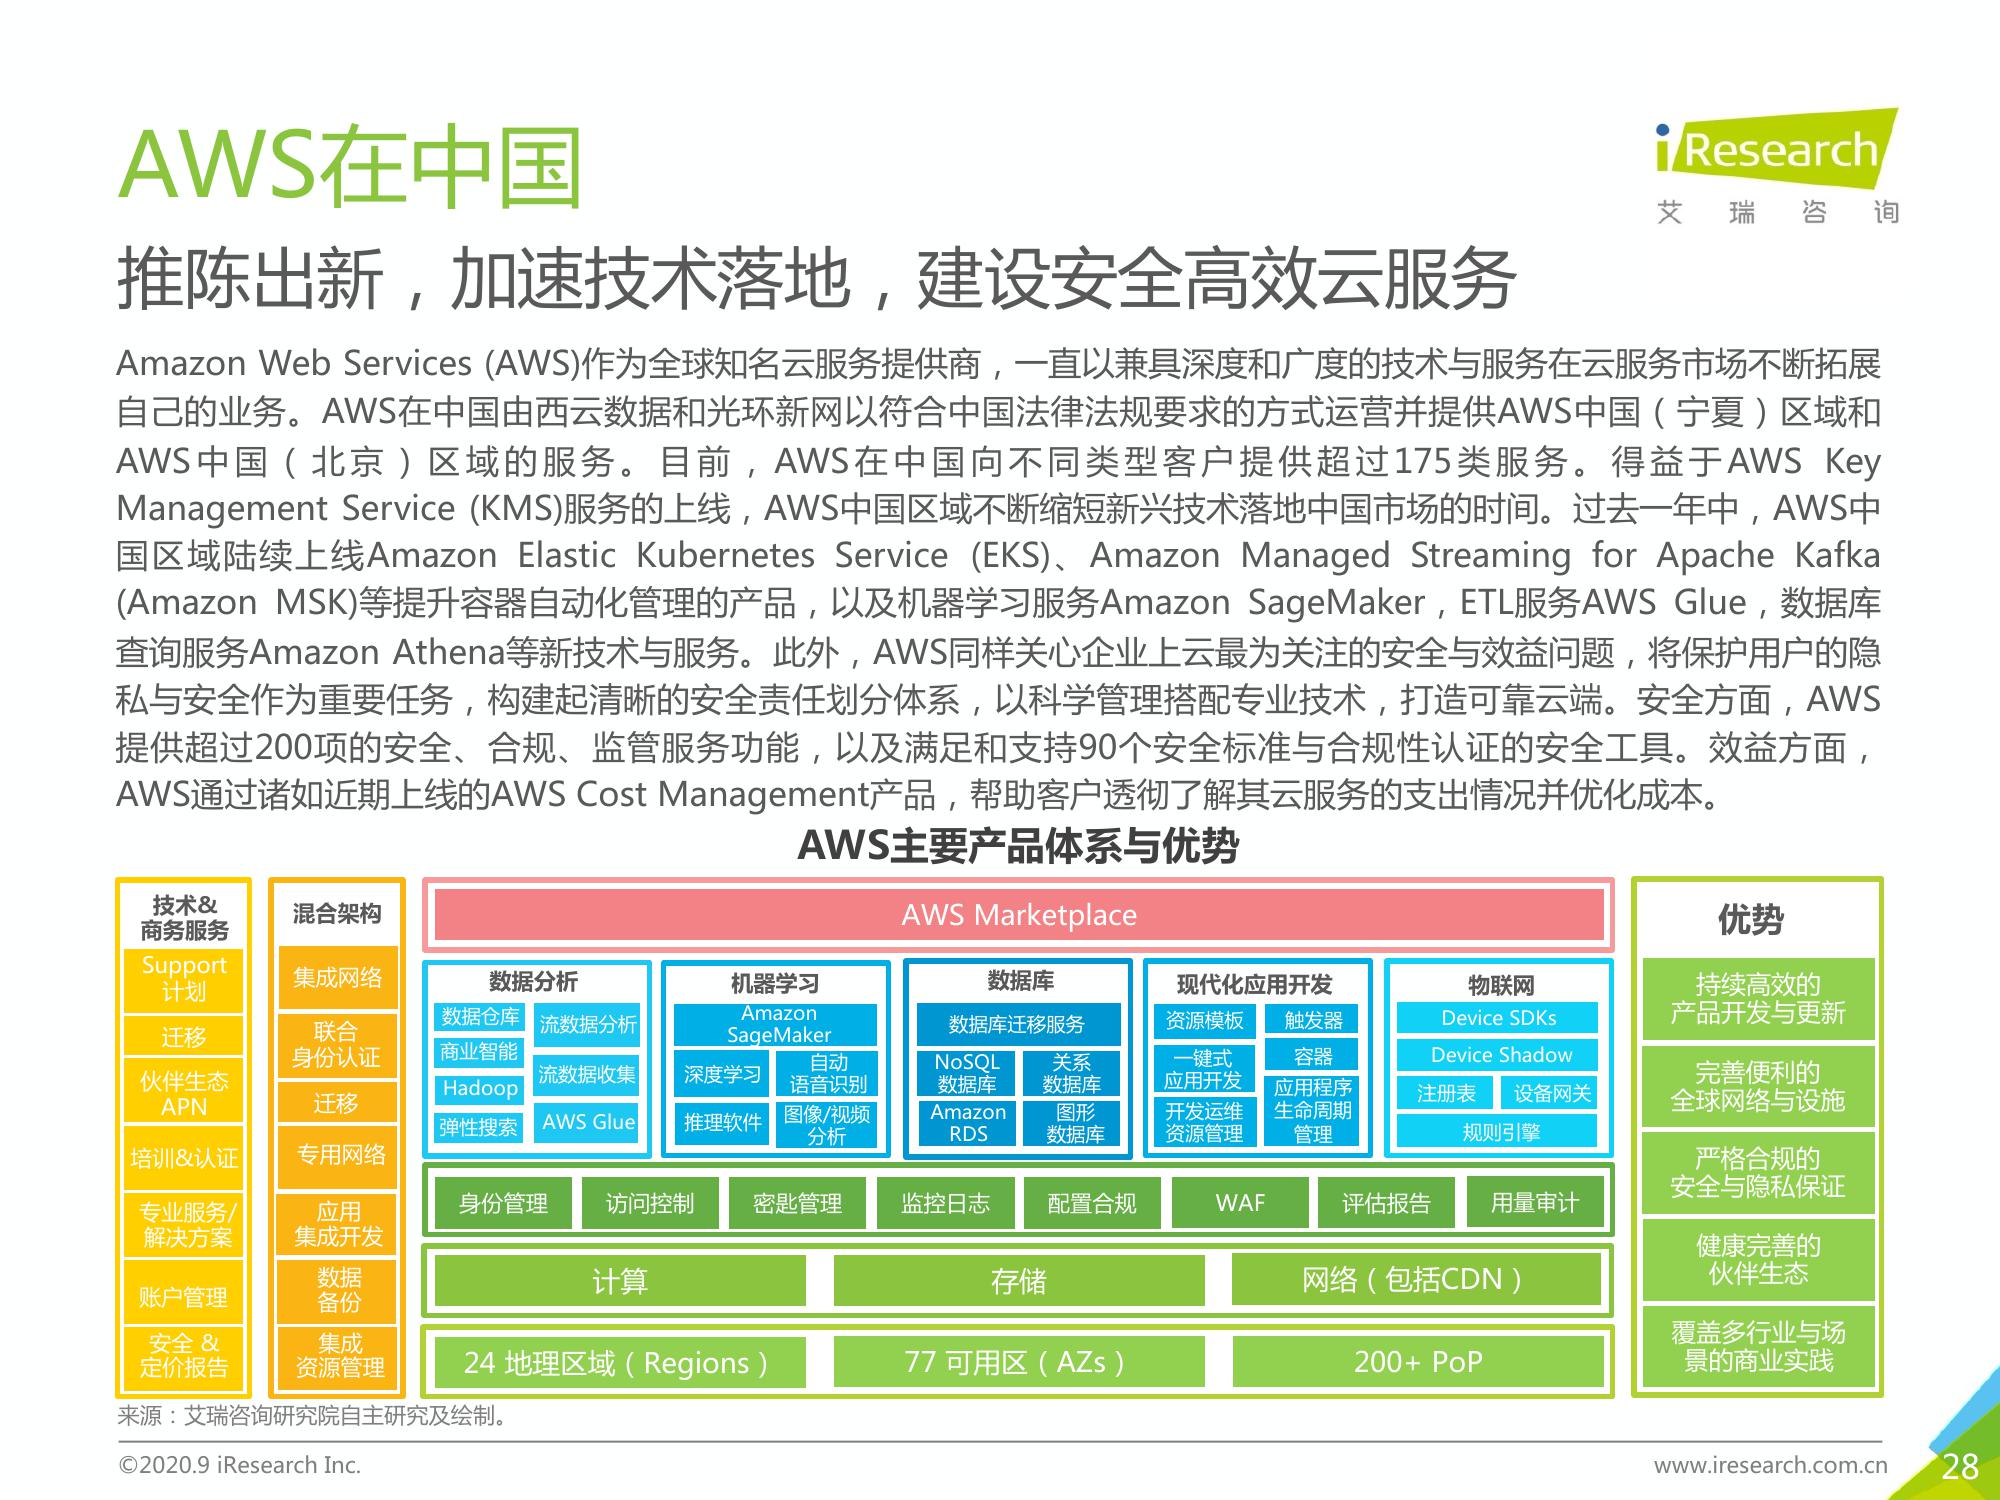 AWS在中国
iResearch
艾瑞咨询
推陈出新，加速技术落地，建设安全高效云服务
Amazon Web Services (AWS)作为全球知名云服务提供商，一直以兼具深度和广度的技术与服务在云服务市场不断拓展
自己的业务。AWS在中国由西云数据和光环新网以符合中国法律法规要求的方式运营并提供AWS中国（宁夏）区域和
AWS中国（北京）区域的服务。目前，AWS在中国向不同类型客户提供超过175类服务。得益于AWS Key
Management Service (KMS)服务的上线，AWS中国区域不断缩短新兴技术落地中国市场的时间。过去一年中，AWS中
国区域陆续上线Amazon Elastic Kubernetes Service (EKS)、Amazon Managed Streaming for Apache Kafka
(Amazon MSK)等提升容器自动化管理的产品，以及机器学习服务Amazon SageMaker，ETL服务AWS Glue，数据库
查询服务Amazon Athena等新技术与服务。此外，AWS同样关心企业上云最为关注的安全与效益问题，将保护用户的隐
私与安全作为重要任务，构建起清晰的安全责任划分体系，以科学管理搭配专业技术，打造可靠云端。安全方面，AWS
提供超过200项的安全、合规、监管服务功能，以及满足和支持90个安全标准与合规性认证的安全工具。效益方面，
AWS通过诸如近期上线的AWS Cost Management产品，帮助客户透彻了解其云服务的支出情况并优化成本。
AWS主要产品体系与优势
技术&
商务服务
Support
计划
迁移
伙伴生态
APN
培训&认证
专业服务/
解决方案
账户管理
安全 &
定价报告
混合架构
集成网络
联合
身份认证
迁移
专用网络
应用
集成开发
数据
备份
集成
资源管理
AWS Marketplace
数据分析
数据仓库
商业智能
Hadoop
弹性搜索
流数据分析
流数据收集
AWS Glue
机器学习
Amazon
SageMaker
深度学习
自动
语音识别
推理软件
图像/视频
分析
数据库
数据库迁移服务
NoSQL
数据库
关系
数据库
Amazon
RDS
图形
数据库
现代化应用开发
资源模板
一键式
应用开发
开发运维
资源管理
触发器
容器
应用程序
生命周期
管理
物联网
Device SDKs
Device Shadow
注册表
设备网关
规则引擎
身份管理
访问控制
密匙管理
监控日志
配置合规
WAF
评估报告
用量审计
计算
存储
网络（包括CDN）
24 地理区域（Regions）
77 可用区（AZs）
200+ PoP
优势
持续高效的
产品开发与更新
完善便利的
全球网络与设施
严格合规的
安全与隐私保证
健康完善的
伙伴生态
覆盖多行业与场
景的商业实践
来源：艾瑞咨询研究院自主研究及绘制。
©2020.9 iResearch Inc.
www.iresearch.com.cn
28